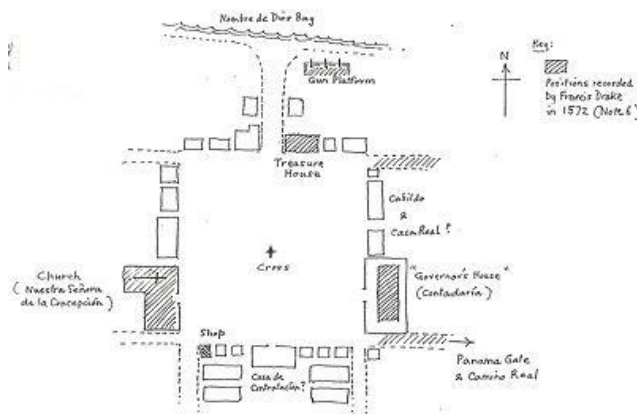 Nombre de Dios Bay
Gun Platform
Treasure
House
N
Key:
Positions recorded
by Francis Drake
in 1572 (Note 6)
Cabildo
&
Casa Real?
Cross
Church
(Nuestra Señora
de la Concepción)
"Governor's House"
(Contaduría)
Shop
Casa de
Contratación?
Panama Gate
& Camino Real